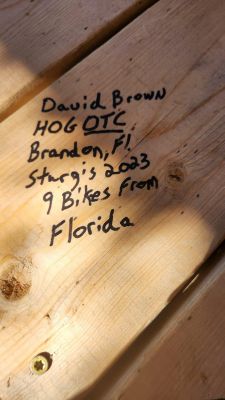 David Brown
HOG OTC
Brandon, Fl.
Sturgis 2023
9 Bikes From
Florida